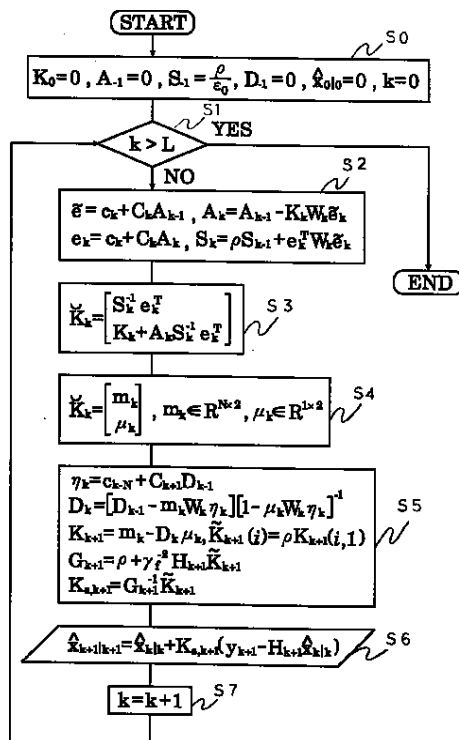 START
S0
K₀=0 , A₋₁=0, S₋₁=ρ/ε₀, D₋₁=0, x̂₀|₀=0, k=0
S1
k > L
YES
NO
S2
ẽ=cₖ+CₖAₖ₋₁ , Aₖ=Aₖ₋₁-KₖWₖẽₖ
eₖ=cₖ+CₖAₖ , Sₖ=ρSₖ₋₁+eₖᵀWₖẽₖ
END
S3
K̆ₖ=[Sₖ⁻¹eₖᵀ
Kₖ+AₖSₖ⁻¹eₖᵀ]
S4
K̆ₖ=[mₖ
μₖ] , mₖ∈R^{N×2}, μₖ∈R^{1×2}
S5
ηₖ=cₖ₋N+Cₖ₊₁Dₖ₋₁
Dₖ=[Dₖ₋₁-mₖWₖηₖ][1-μₖWₖηₖ]⁻¹
Kₖ₊₁=mₖ-Dₖμₖ, K̃ₖ₊₁(i)=ρKₖ₊₁(i,1)
Gₖ₊₁=ρ+γ_f⁻²Hₖ₊₁K̃ₖ₊₁
K_{s,k+1}=Gₖ₊₁⁻¹K̃ₖ₊₁
S6
x̂ₖ₊₁|ₖ₊₁=x̂ₖ|ₖ+K_{s,k+1}(yₖ₊₁-Hₖ₊₁x̂ₖ|ₖ)
S7
k=k+1